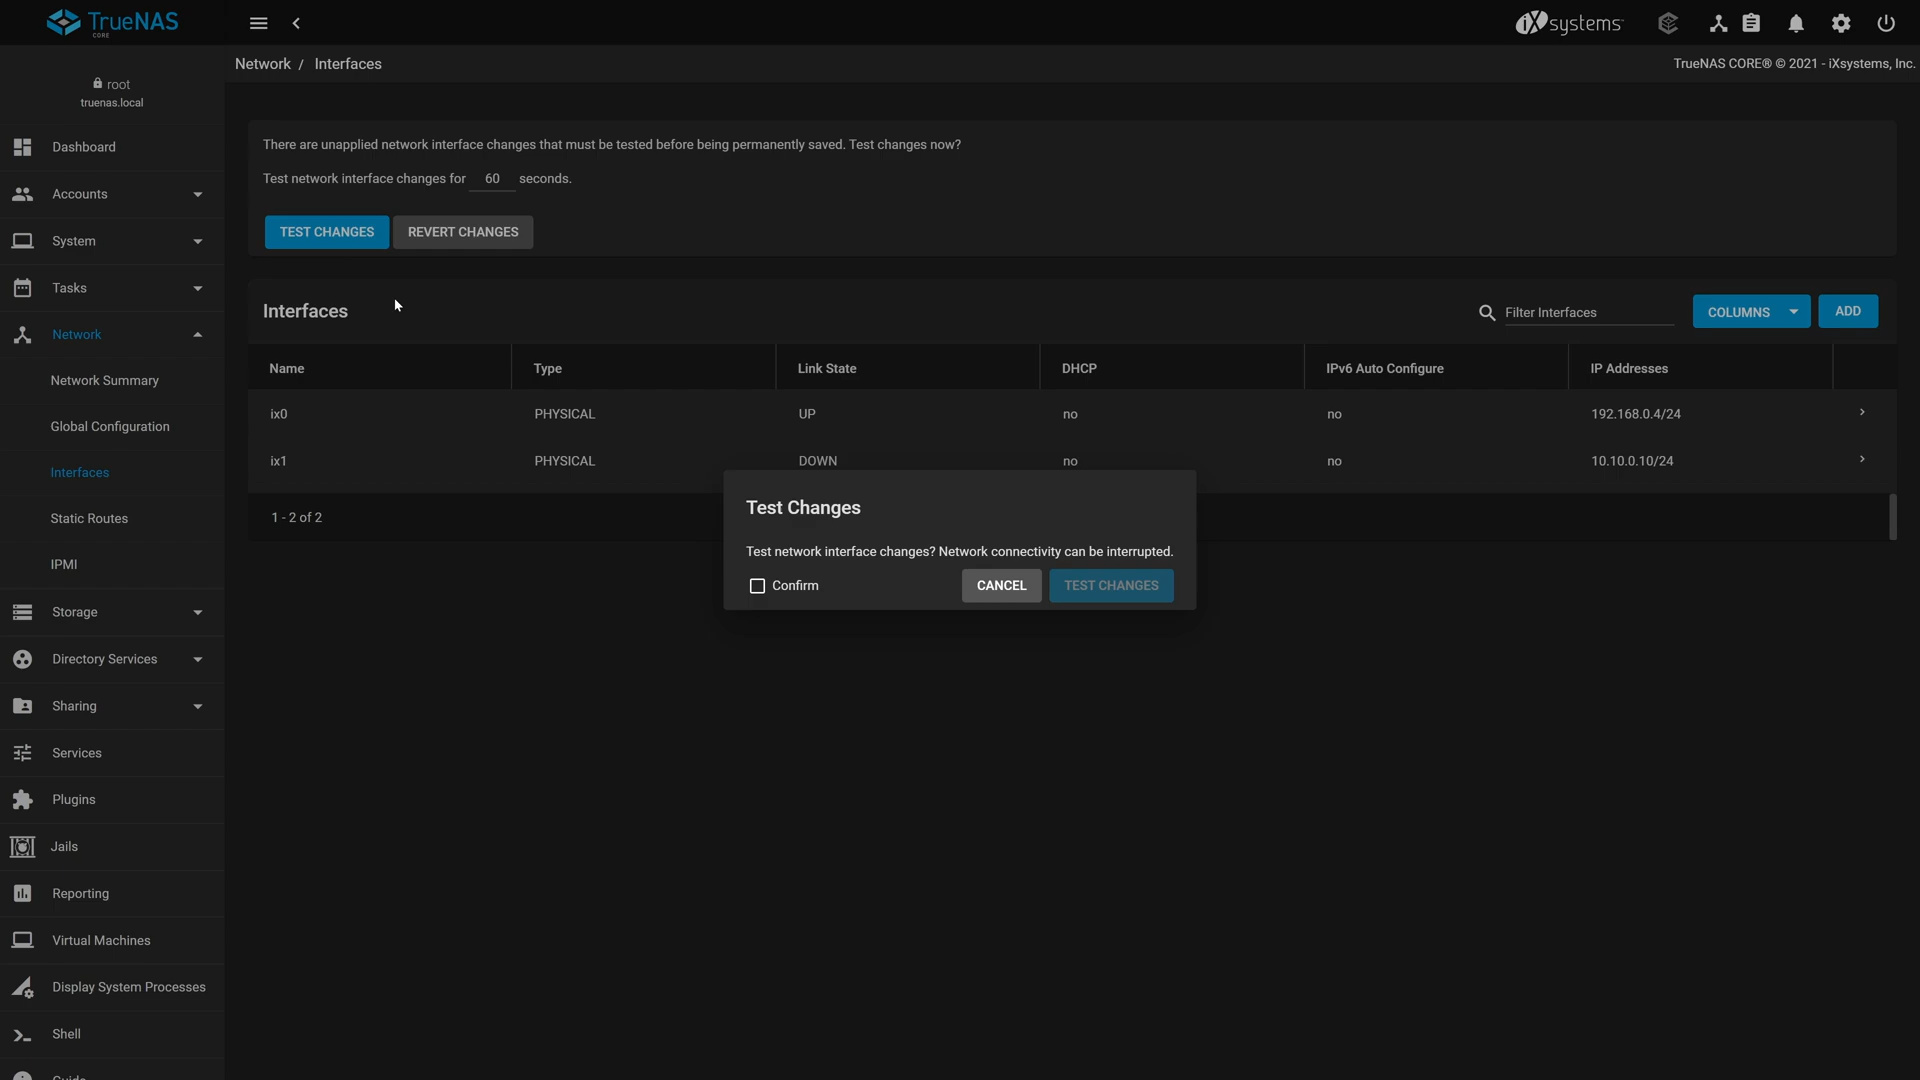 TrueNAS
CORE
iXsystems
Network / Interfaces
TrueNAS CORE® © 2021 - iXsystems, Inc.
root
truenas.local
Dashboard
Accounts
System
Tasks
Network
Network Summary
Global Configuration
Interfaces
Static Routes
IPMI
Storage
Directory Services
Sharing
Services
Plugins
Jails
Reporting
Virtual Machines
Display System Processes
Shell
There are unapplied network interface changes that must be tested before being permanently saved. Test changes now?
Test network interface changes for 60 seconds.
TEST CHANGES REVERT CHANGES
Interfaces
Filter Interfaces COLUMNS ADD
Name Type Link State DHCP IPv6 Auto Configure IP Addresses
ix0 PHYSICAL UP no no 192.168.0.4/24
ix1 PHYSICAL DOWN no no 10.10.0.10/24
1 - 2 of 2
Test Changes
Test network interface changes? Network connectivity can be interrupted.
Confirm CANCEL TEST CHANGES